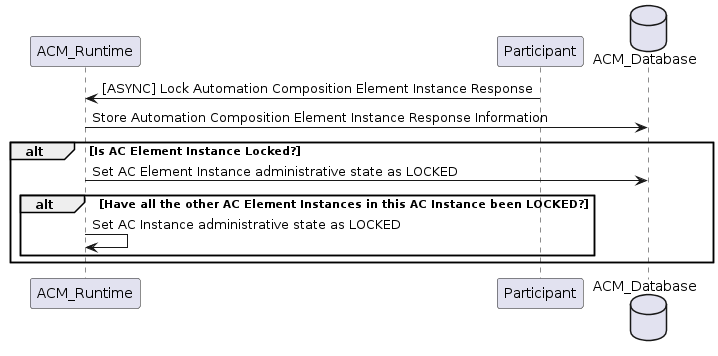 ACM_Runtime
Participant
ACM_Database
[ASYNC] Lock Automation Composition Element Instance Response
Store Automation Composition Element Instance Response Information
alt [Is AC Element Instance Locked?]
Set AC Element Instance administrative state as LOCKED
alt [Have all the other AC Element Instances in this AC Instance been LOCKED?]
Set AC Instance administrative state as LOCKED
ACM_Runtime
Participant
ACM_Database